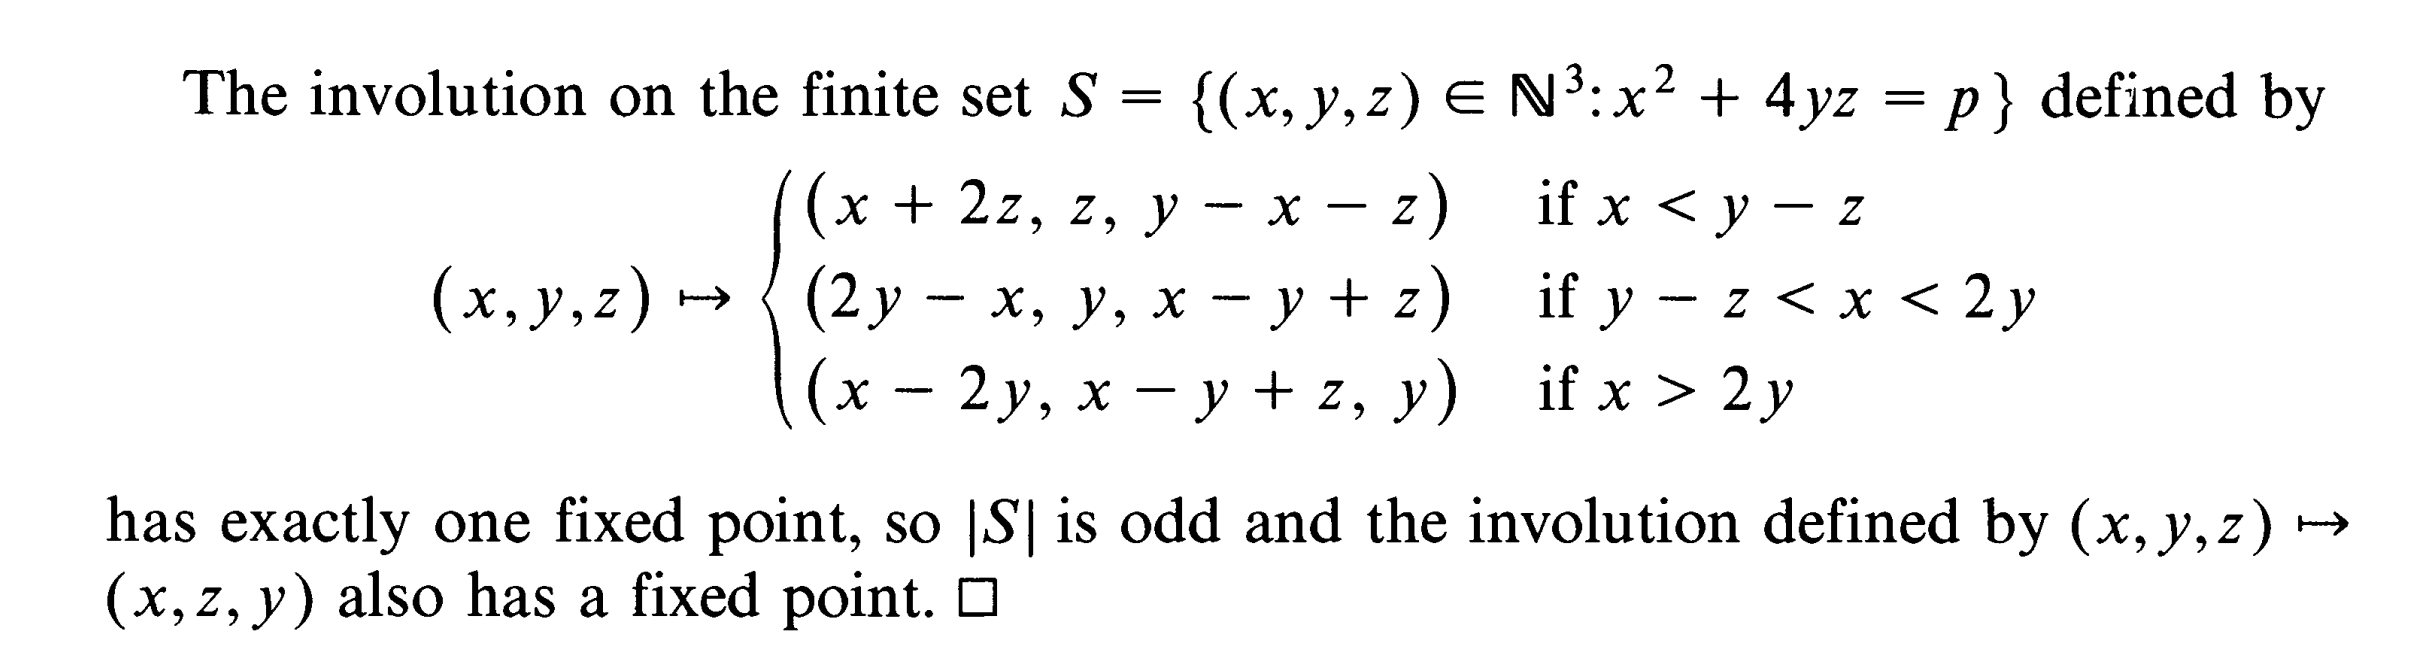 The involution on the finite set S = {(x, y, z) ∈ ℕ³: x² + 4yz = p} defined by
(x, y, z) ↦ { (x + 2z, z, y − x − z) if x < y − z
(2y − x, y, x − y + z) if y − z < x < 2y
(x − 2y, x − y + z, y) if x > 2y
has exactly one fixed point, so |S| is odd and the involution defined by (x, y, z) ↦
(x, z, y) also has a fixed point. □